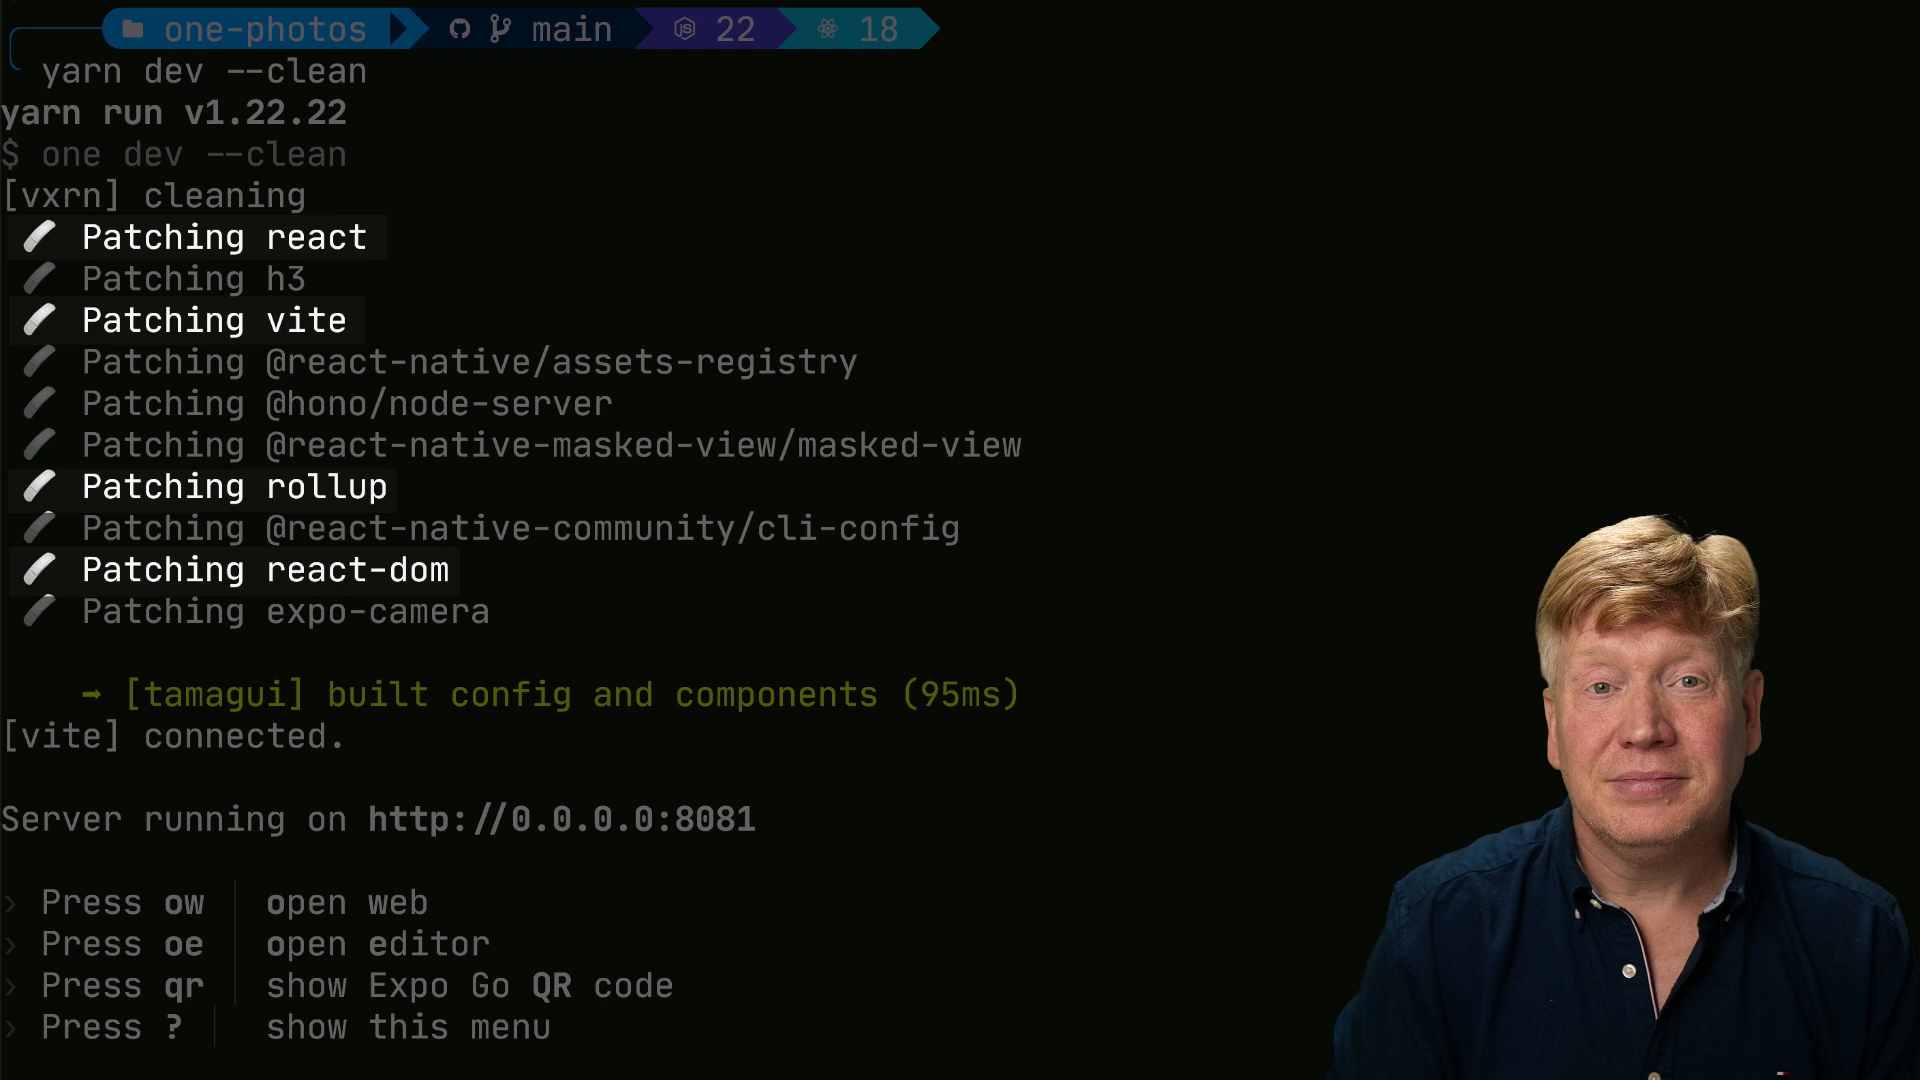 one-photos main 22 18
yarn dev --clean
yarn run v1.22.22
$ one dev --clean
[vxrn] cleaning
Patching react
Patching h3
Patching vite
Patching @react-native/assets-registry
Patching @hono/node-server
Patching @react-native-masked-view/masked-view
Patching rollup
Patching @react-native-community/cli-config
Patching react-dom
Patching expo-camera
➡ [tamagui] built config and components (95ms)
[vite] connected.
Server running on http://0.0.0.0:8081
› Press ow │ open web
› Press oe │ open editor
› Press qr │ show Expo Go QR code
› Press ? │ show this menu